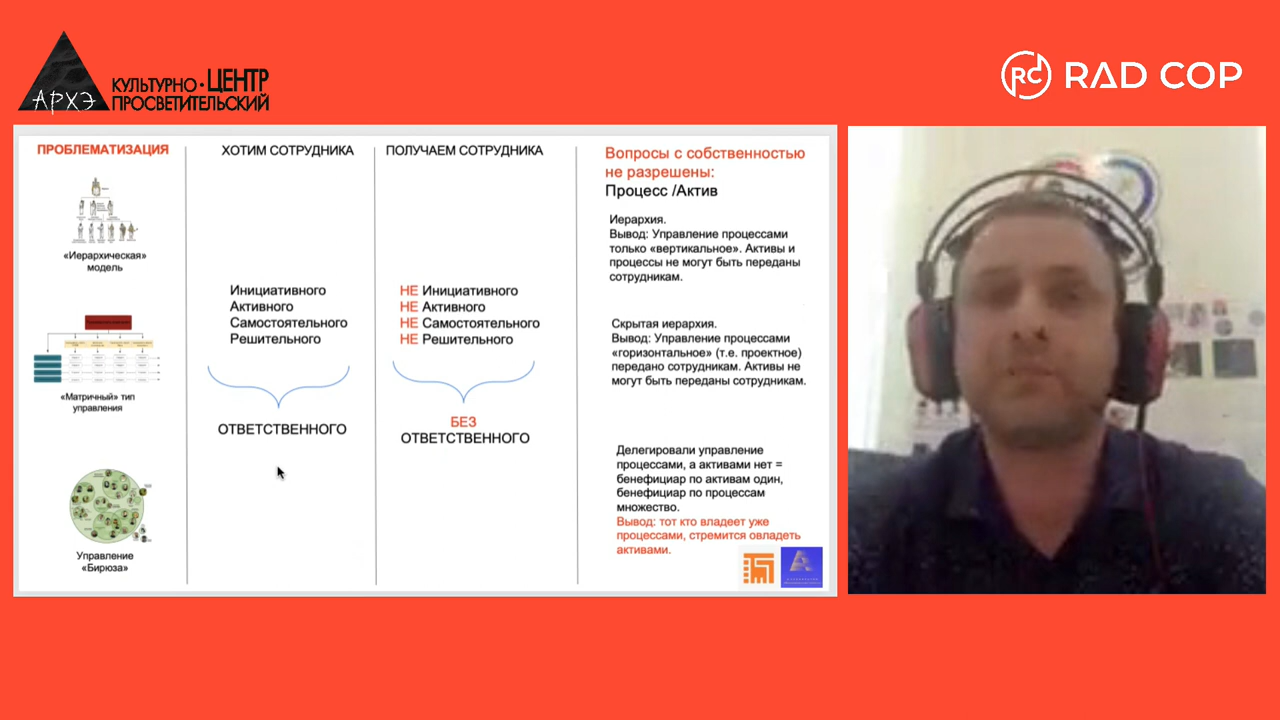 АРХЭ
КУЛЬТУРНО-ЦЕНТР
ПРОСВЕТИТЕЛЬСКИЙ
RC RAD COP
ПРОБЛЕМАТИЗАЦИЯ
«Иерархическая»
модель
«Матричный» тип
управления
Управление
«Бирюза»
ХОТИМ СОТРУДНИКА
Инициативного
Активного
Самостоятельного
Решительного
ОТВЕТСТВЕННОГО
ПОЛУЧАЕМ СОТРУДНИКА
НЕ Инициативного
НЕ Активного
НЕ Самостоятельного
НЕ Решительного
БЕЗ
ОТВЕТСТВЕННОГО
Вопросы с собственностью
не разрешены:
Процесс /Актив
Иерархия.
Вывод: Управление процессами
только «вертикальное». Активы и
процессы не могут быть переданы
сотрудникам.
Скрытая иерархия.
Вывод: Управление процессами
«горизонтальное» (т.е. проектное)
передано сотрудникам. Активы не
могут быть переданы сотрудникам.
Делегировали управление
процессами, а активами нет =
бенефициар по активам один,
бенефициар по процессам
множество.
Вывод: тот кто владеет уже
процессами, стремится овладеть
активами.